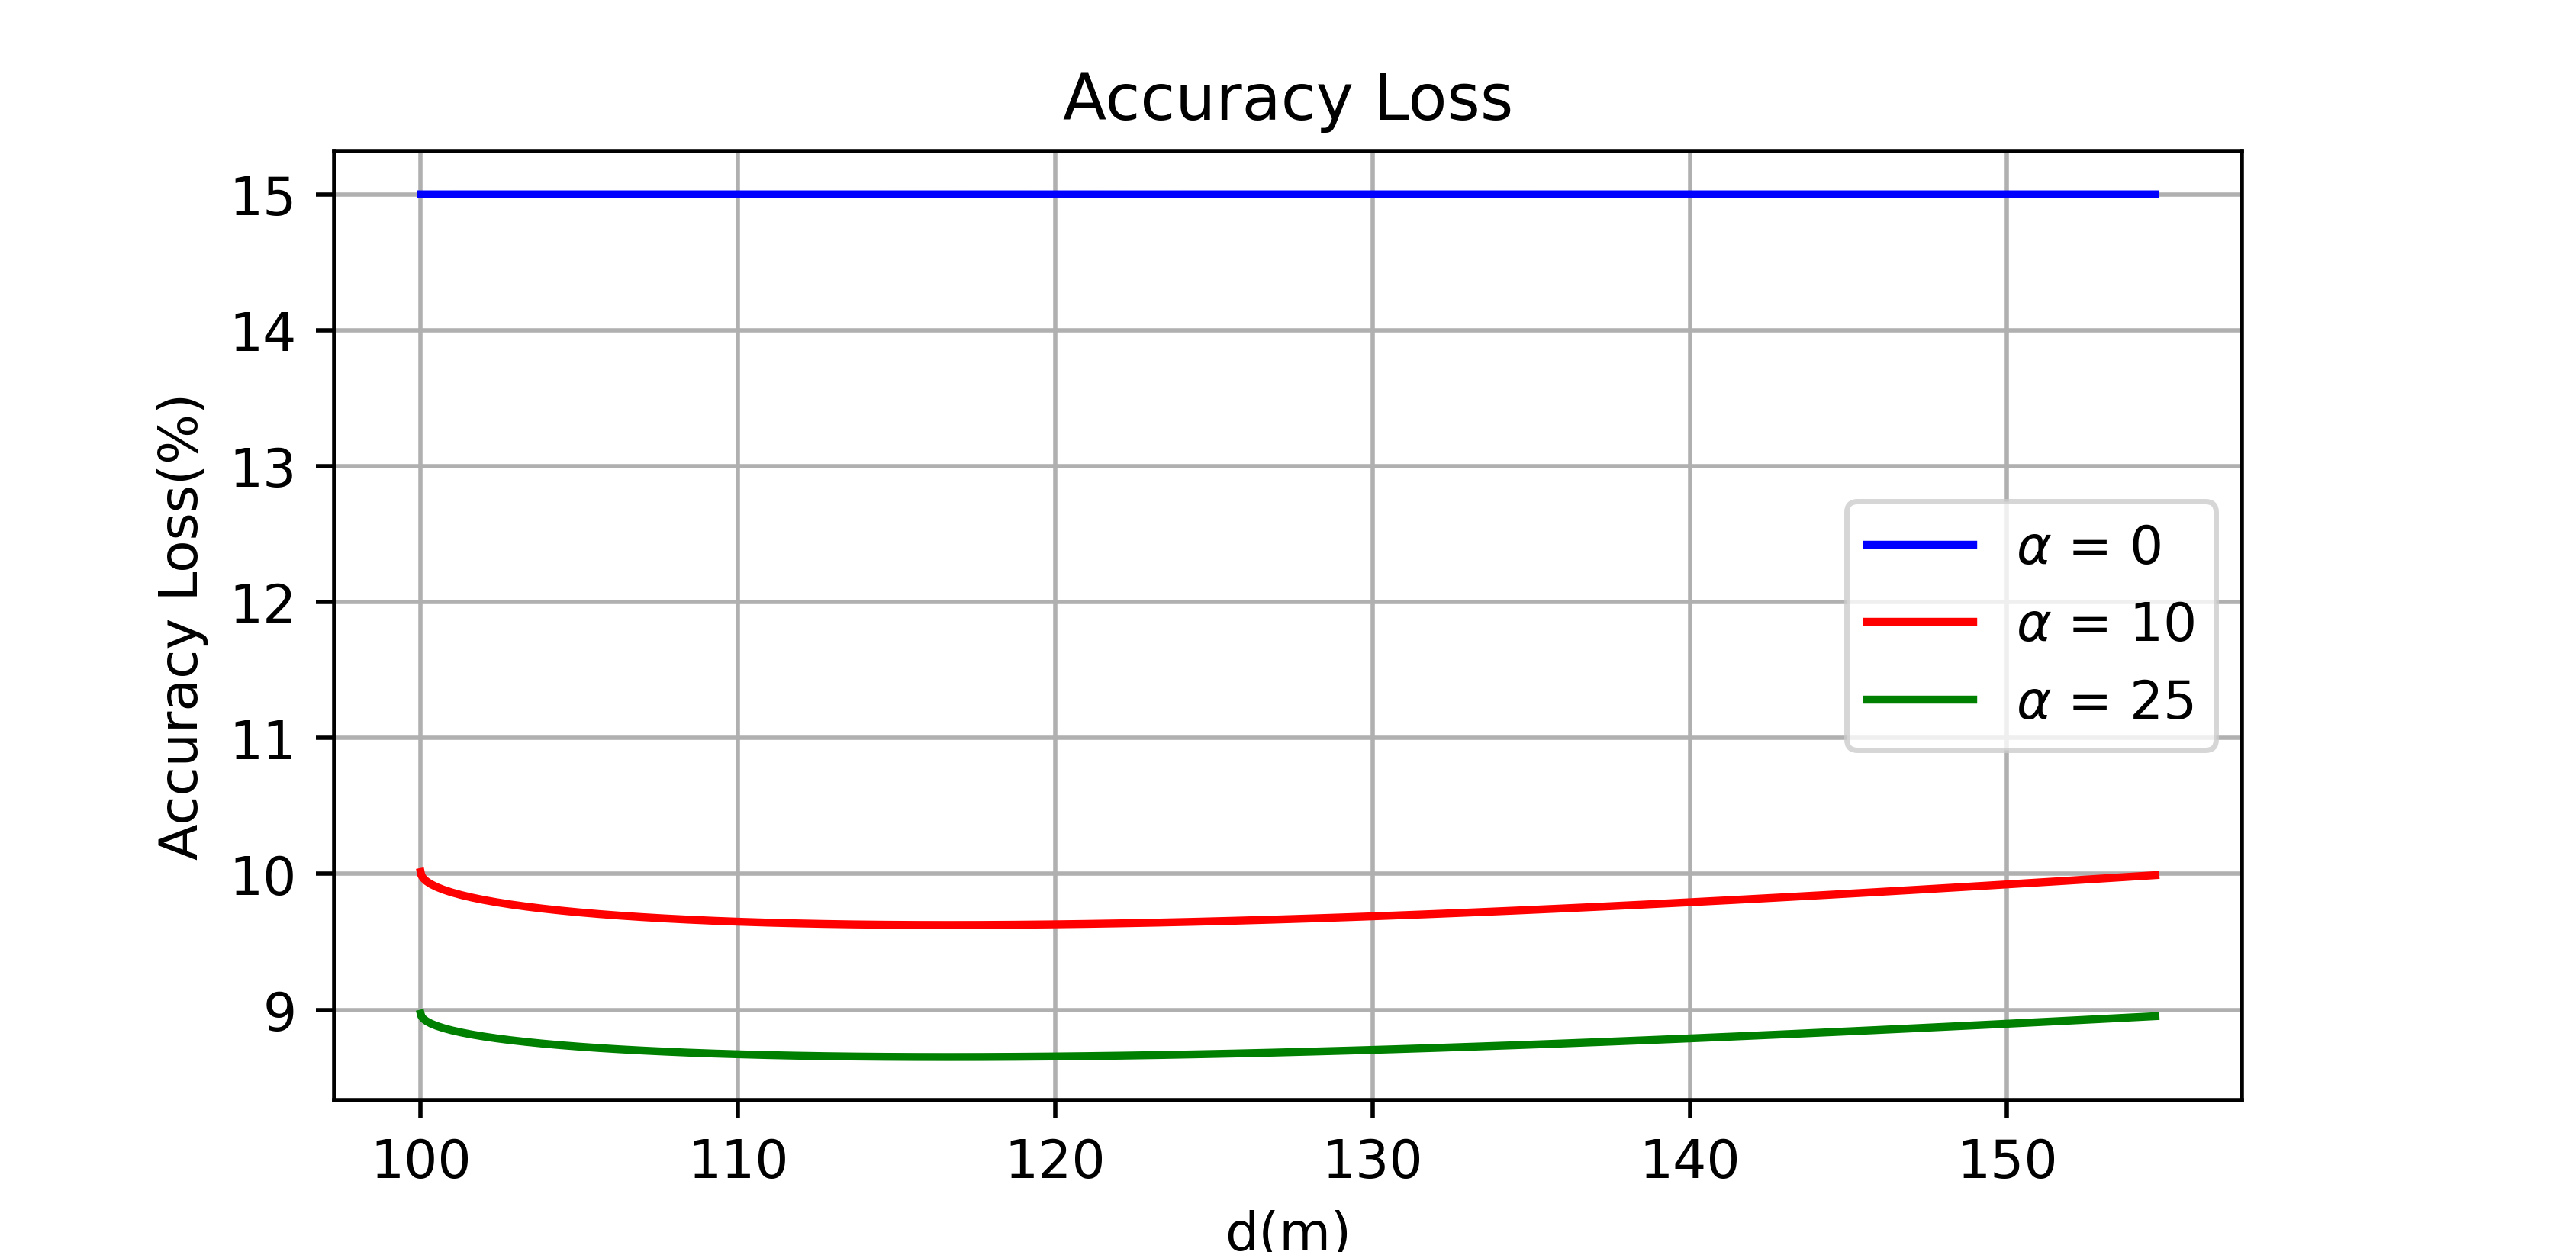 Accuracy Loss
Accuracy Loss(%)
15
14
13
12
11
10
9
α = 0
α = 10
α = 25
100 110 120 130 140 150
d(m)